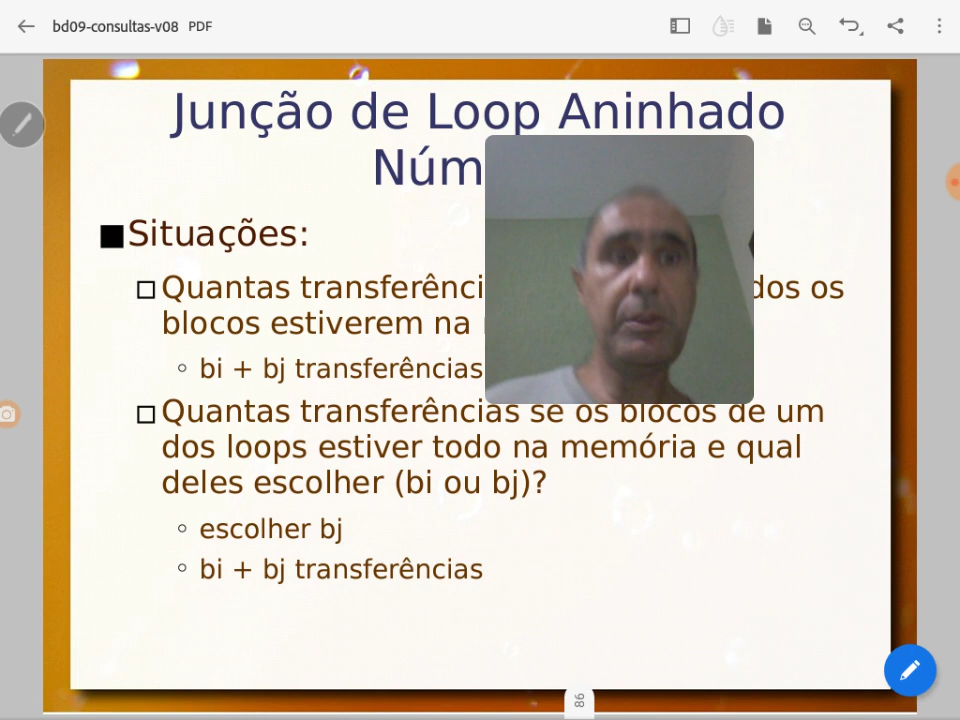 bd09-consultas-v08 PDF
Junção de Loop Aninhado
Situações:
Quantas dos os
blocos estiverem na
bi + bj transferências
Quantas transferências se os blocos de um
dos loops estiver todo na memória e qual
deles escolher (bi ou bj)?
escolher bj
bi + bj transferências
86